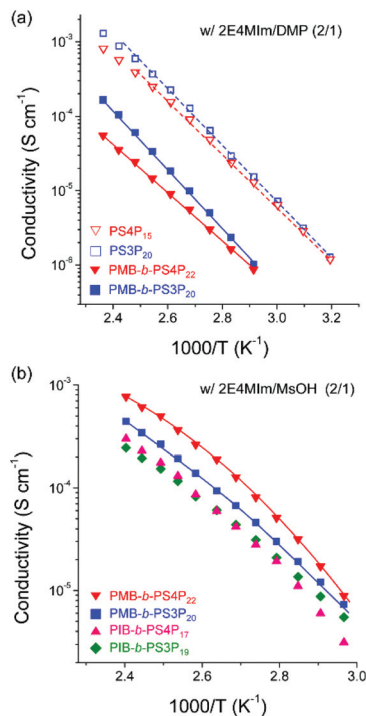 (a)
w/ 2E4MIm/DMP (2/1)
10⁻³
10⁻⁴
10⁻⁵
10⁻⁶
Conductivity (S cm⁻¹)
PS4P₁₅
PS3P₂₀
PMB-b-PS4P₂₂
PMB-b-PS3P₂₀
2.4 2.6 2.8 3.0 3.2
1000/T (K⁻¹)
(b)
w/ 2E4MIm/MsOH (2/1)
10⁻³
10⁻⁴
10⁻⁵
Conductivity (S cm⁻¹)
PMB-b-PS4P₂₂
PMB-b-PS3P₂₀
PIB-b-PS4P₁₇
PIB-b-PS3P₁₉
2.4 2.6 2.8 3.0
1000/T (K⁻¹)